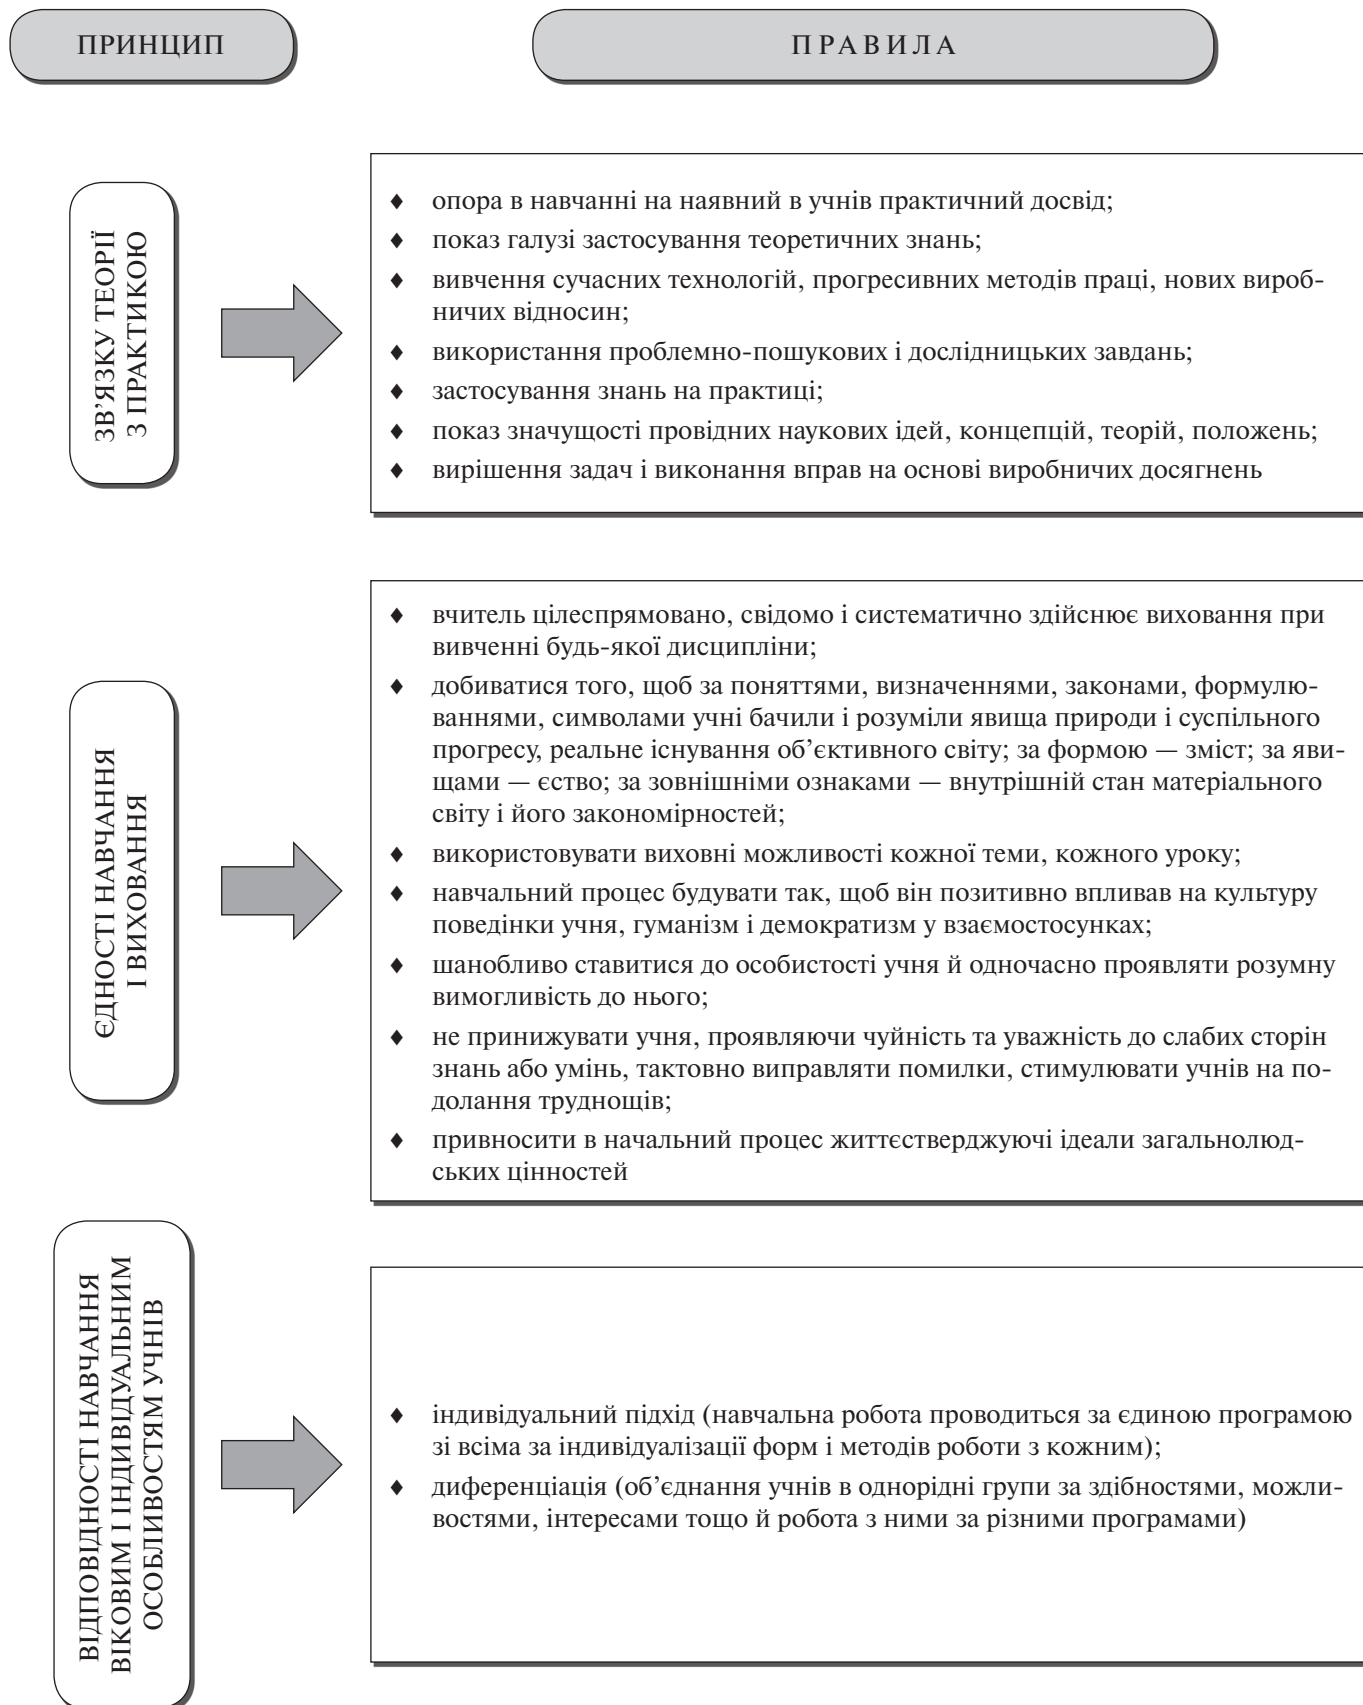 ПРИНЦИП
ПРАВИЛА
ЗВ'ЯЗКУ ТЕОРІЇ
З ПРАКТИКОЮ
♦ опора в навчанні на наявний в учнів практичний досвід;
♦ показ галузі застосування теоретичних знань;
♦ вивчення сучасних технологій, прогресивних методів праці, нових вироб-
ничих відносин;
♦ використання проблемно-пошукових і дослідницьких завдань;
♦ застосування знань на практиці;
♦ показ значущості провідних наукових ідей, концепцій, теорій, положень;
♦ вирішення задач і виконання вправ на основі виробничих досягнень
ЄДНОСТІ НАВЧАННЯ
І ВИХОВАННЯ
♦ вчитель цілеспрямовано, свідомо і систематично здійснює виховання при
вивченні будь-якої дисципліни;
♦ добиватися того, щоб за поняттями, визначеннями, законами, формулю-
ваннями, символами учні бачили і розуміли явища природи і суспільного
прогресу, реальне існування об'єктивного світу; за формою — зміст; за яви-
щами — єство; за зовнішніми ознаками — внутрішній стан матеріального
світу і його закономірностей;
♦ використовувати виховні можливості кожної теми, кожного уроку;
♦ навчальний процес будувати так, щоб він позитивно впливав на культуру
поведінки учня, гуманізм і демократизм у взаємостосунках;
♦ шанобливо ставитися до особистості учня й одночасно проявляти розумну
вимогливість до нього;
♦ не принижувати учня, проявляючи чуйність та уважність до слабих сторін
знань або умінь, тактовно виправляти помилки, стимулювати учнів на по-
долання труднощів;
♦ привносити в начальний процес життєстверджуючі ідеали загальнолюд-
ських цінностей
ВІДПОВІДНОСТІ НАВЧАННЯ
ВІКОВИМ І ІНДИВІДУАЛЬНИМ
ОСОБЛИВОСТЯМ УЧНІВ
♦ індивідуальний підхід (навчальна робота проводиться за єдиною програмою
зі всіма за індивідуалізації форм і методів роботи з кожним);
♦ диференціація (об'єднання учнів в однорідні групи за здібностями, можли-
востями, інтересами тощо й робота з ними за різними програмами)